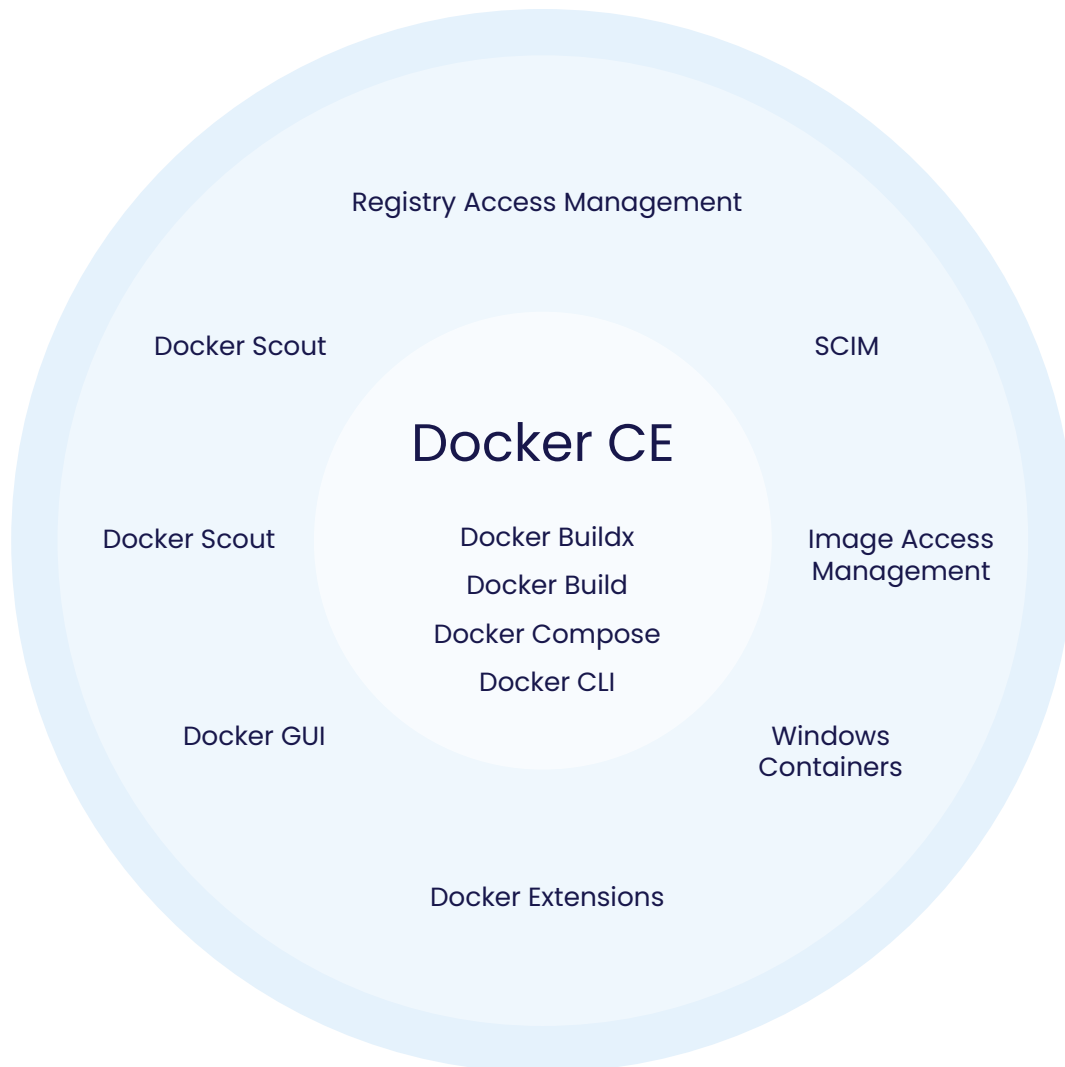 Registry Access Management
Docker Scout
SCIM
Docker CE
Docker Buildx
Docker Build
Docker Compose
Docker CLI
Docker Scout
Image Access
Management
Docker GUI
Windows
Containers
Docker Extensions